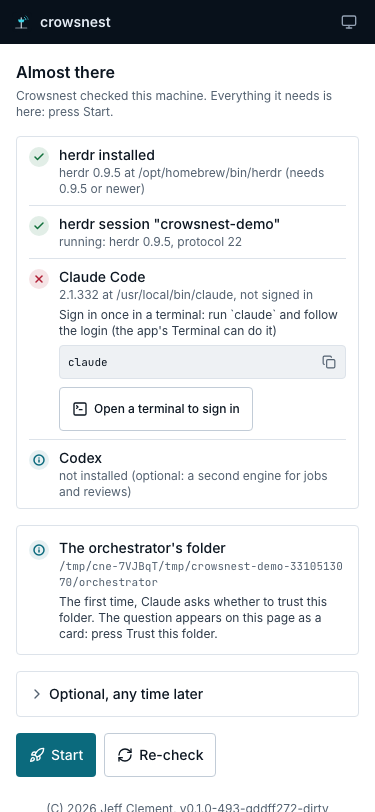 crowsnest
Almost there
Crowsnest checked this machine. Everything it needs is
here: press Start.
herdr installed
herdr 0.9.5 at /opt/homebrew/bin/herdr (needs
0.9.5 or newer)
herdr session "crowsnest-demo"
running: herdr 0.9.5, protocol 22
Claude Code
2.1.332 at /usr/local/bin/claude, not signed in
Sign in once in a terminal: run `claude` and follow
the login (the app's Terminal can do it)
claude
Open a terminal to sign in
Codex
not installed (optional: a second engine for jobs
and reviews)
The orchestrator's folder
/tmp/cne-7VJBqT/tmp/crowsnest-demo-33105130
70/orchestrator
The first time, Claude asks whether to trust this
folder. The question appears on this page as a
card: press Trust this folder.
Optional, any time later
Start
Re-check
(C) 2026 Jeff Clement, v0.1.0-493-gddff272-dirty